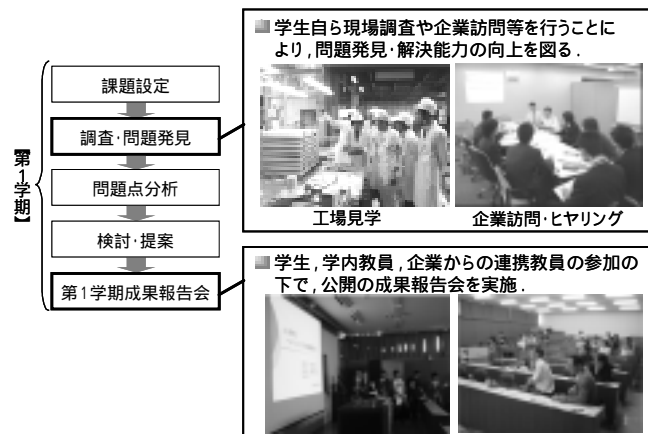 【第1学期】
課題設定
調査・問題発見
問題点分析
検討・提案
第1学期成果報告会
学生自ら現場調査や企業訪問等を行うことに
より,問題発見・解決能力の向上を図る.
工場見学
企業訪問・ヒヤリング
学生,学内教員,企業からの連携教員の参加の
下で,公開の成果報告会を実施.